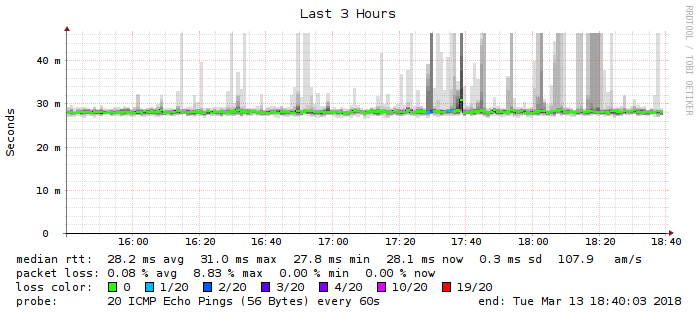 Last 3 Hours
RRDTOOL / TOBI OETIKER
Seconds
40 m
30 m
20 m
10 m
0
16:00 16:20 16:40 17:00 17:20 17:40 18:00 18:20 18:40
median rtt: 28.2 ms avg 31.0 ms max 27.8 ms min 28.1 ms now 0.3 ms sd 107.9 am/s
packet loss: 0.08 % avg 8.83 % max 0.00 % min 0.00 % now
loss color: 0 1/20 2/20 3/20 4/20 10/20 19/20
probe: 20 ICMP Echo Pings (56 Bytes) every 60s end: Tue Mar 13 18:40:03 2018